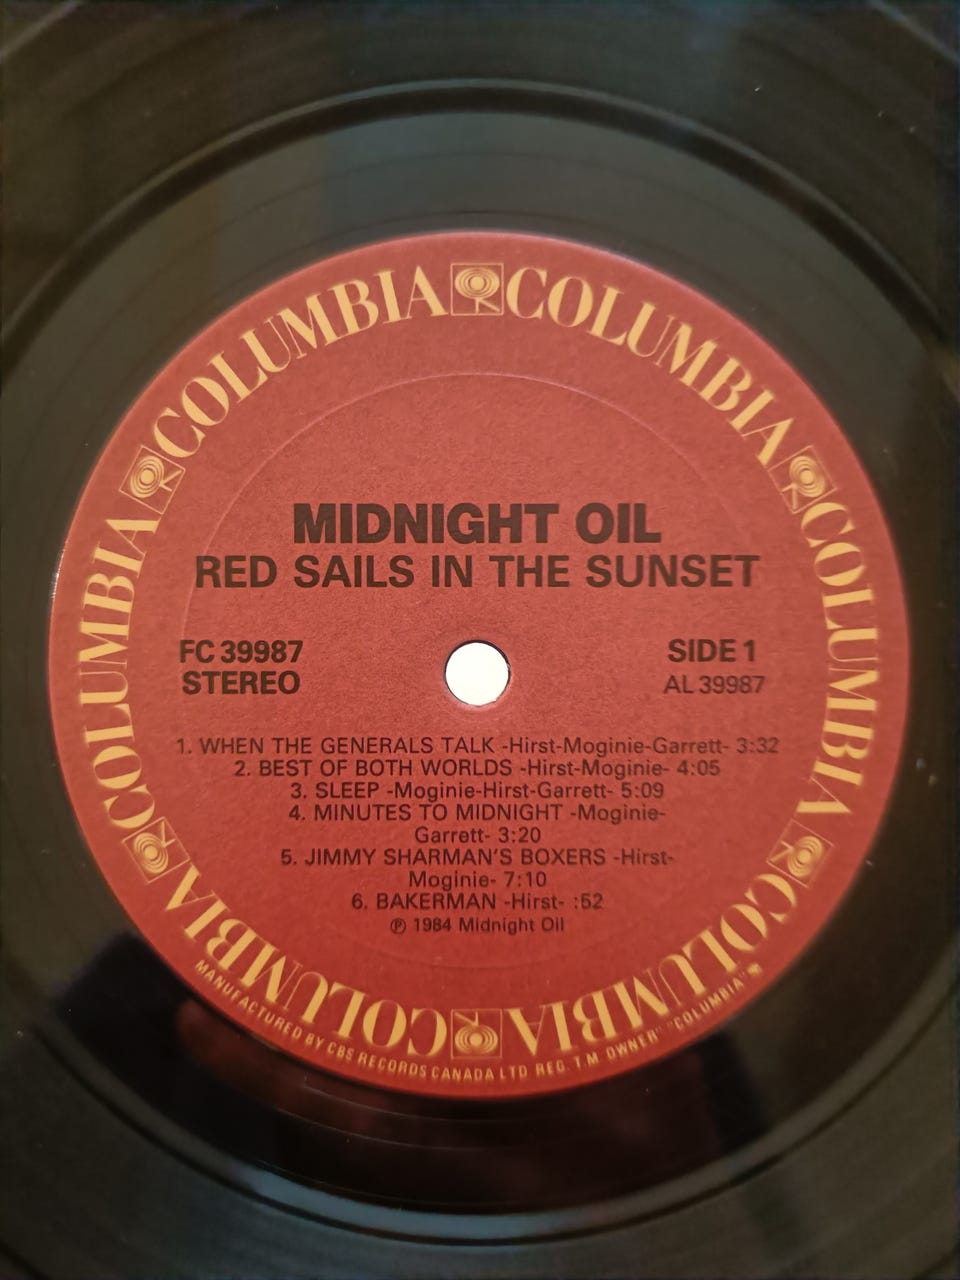 COLUMBIA COLUMBIA COLUMBIA COLUMBIA COLUMBIA COLUMBIA
MIDNIGHT OIL
RED SAILS IN THE SUNSET
FC 39987
STEREO
SIDE 1
AL 39987
1. WHEN THE GENERALS TALK -Hirst-Moginie-Garrett- 3:32
2. BEST OF BOTH WORLDS -Hirst-Moginie- 4:05
3. SLEEP -Moginie-Hirst-Garrett- 5:09
4. MINUTES TO MIDNIGHT -Moginie-
Garrett- 3:20
5. JIMMY SHARMAN'S BOXERS -Hirst-
Moginie- 7:10
6. BAKERMAN -Hirst- :52
℗ 1984 Midnight Oil
MANUFACTURED BY CBS RECORDS CANADA LTD REG. T.M. OWNER" "COLUMBIA",